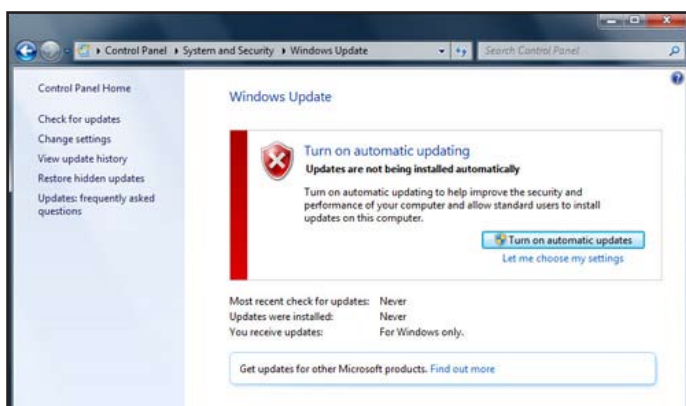 Control Panel ▸ System and Security ▸ Windows Update
Search Control Panel
Control Panel Home
Check for updates
Change settings
View update history
Restore hidden updates
Updates: frequently asked
questions
Windows Update
Turn on automatic updating
Updates are not being installed automatically
Turn on automatic updating to help improve the security and
performance of your computer and allow standard users to install
updates on this computer.
Turn on automatic updates
Let me choose my settings
Most recent check for updates: Never
Updates were installed: Never
You receive updates: For Windows only.
Get updates for other Microsoft products. Find out more